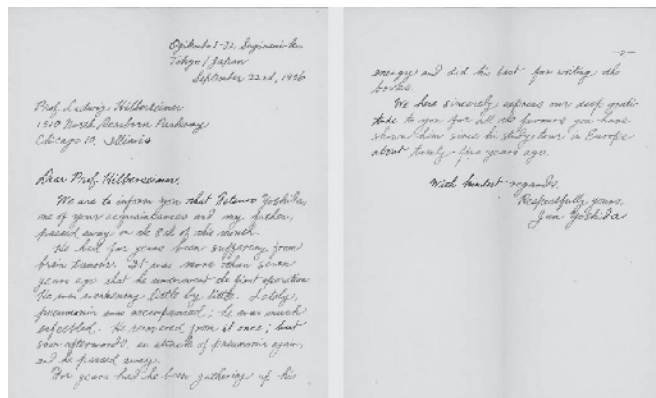 Ogikubo 1-32, Suginami-ku
Tokyo / Japan
September 22nd, 1956
Prof. Ludwig Hilberseimer
North Dearborn Parkway
Chicago 10, Illinois
Dear Prof. Hilberseimer,
We are to inform you that Tetsuro Yoshida,
one of your acquaintances and my father,
passed away on the 8th of this month.
He had for years been suffering from
brain tumour. It was more than seven
years ago that he underwent the first operation.
He was weakening little by little. Lately,
pneumonia was accompanied; he was much
enfeebled. He recovered from it once; but
soon afterwards, an attack of pneumonia again,
and he passed away.
For years had he been gathering up his
-2-
energy and did his best for writing the
books.
We here sincerely express our deep grati-
tude to you for all the favours you have
shown him since his study tour in Europe
about twenty-five years ago.
With kindest regards,
Respectfully yours,
Jun Yoshida